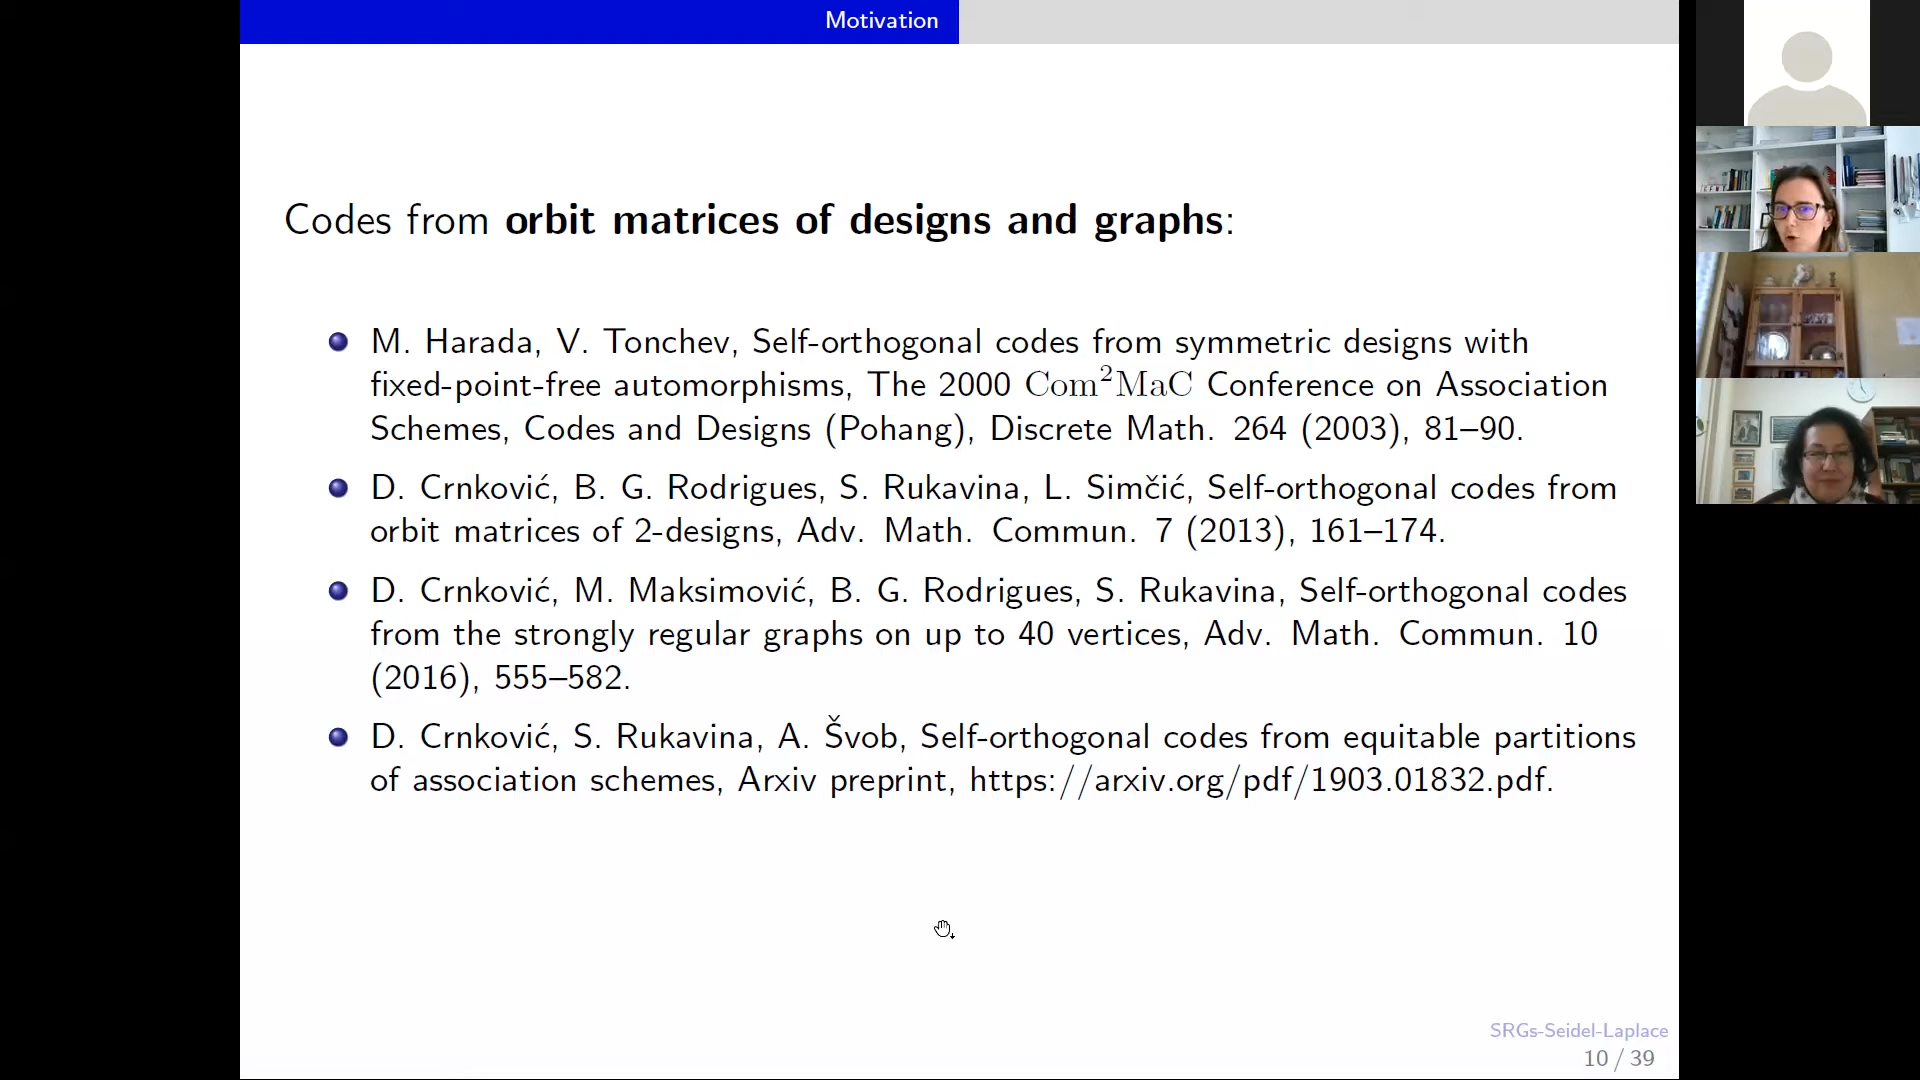 Motivation
Codes from orbit matrices of designs and graphs:
M. Harada, V. Tonchev, Self-orthogonal codes from symmetric designs with
fixed-point-free automorphisms, The 2000 Com²MaC Conference on Association
Schemes, Codes and Designs (Pohang), Discrete Math. 264 (2003), 81–90.
D. Crnković, B. G. Rodrigues, S. Rukavina, L. Simčić, Self-orthogonal codes from
orbit matrices of 2-designs, Adv. Math. Commun. 7 (2013), 161–174.
D. Crnković, M. Maksimović, B. G. Rodrigues, S. Rukavina, Self-orthogonal codes
from the strongly regular graphs on up to 40 vertices, Adv. Math. Commun. 10
(2016), 555–582.
D. Crnković, S. Rukavina, A. Švob, Self-orthogonal codes from equitable partitions
of association schemes, Arxiv preprint, https://arxiv.org/pdf/1903.01832.pdf.
SRGs-Seidel-Laplace
10 / 39